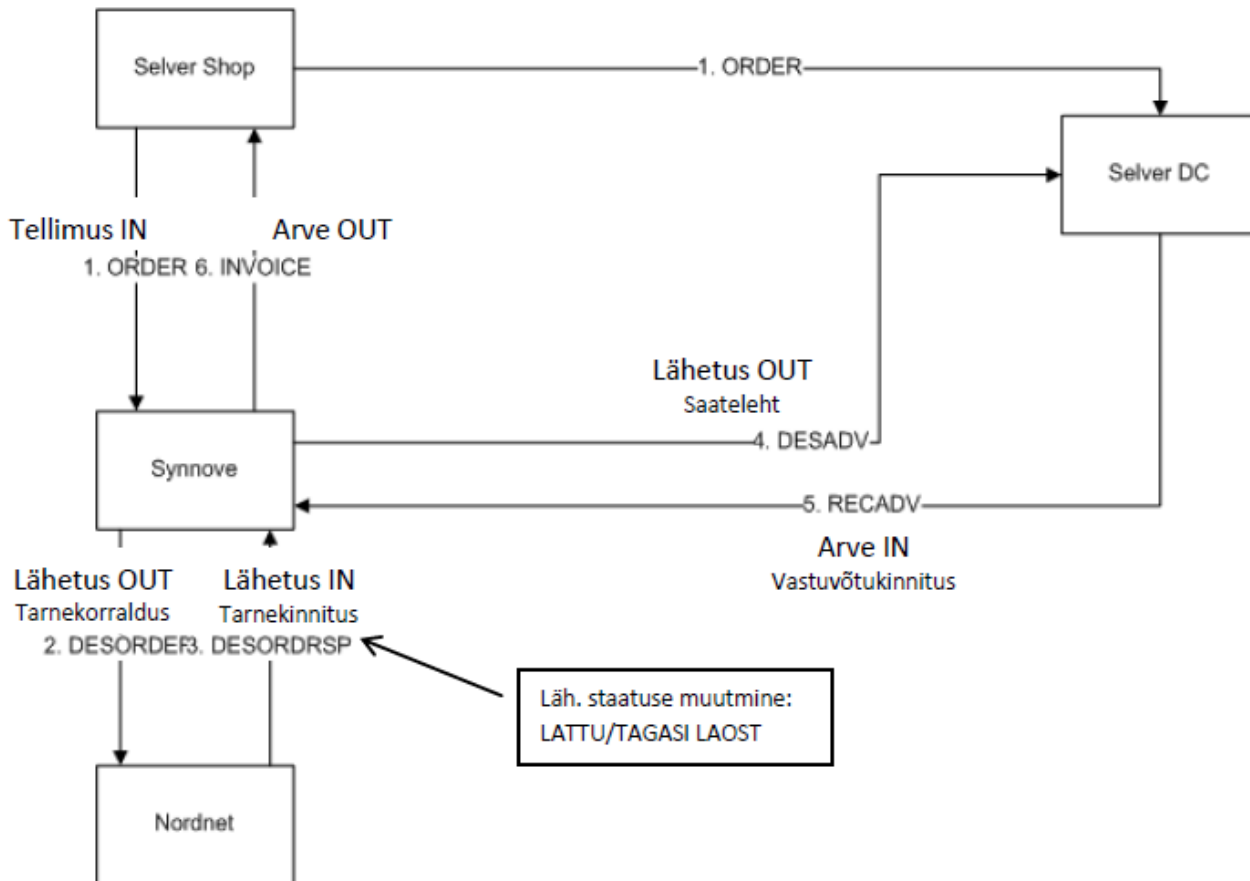 Selver Shop
1. ORDER
Selver DC
Tellimus IN
Arve OUT
1. ORDER
6. INVOICE
Lähetus OUT
Saateleht
4. DESADV
Synnove
5. RECADV
Arve IN
Vastuvõtukinnitus
Lähetus OUT
Tarnekorraldus
Lähetus IN
Tarnekinnitus
2. DESORDER
3. DESORDRSP
Läh. staatuse muutmine:
LATTU/TAGASI LAOST
Nordnet